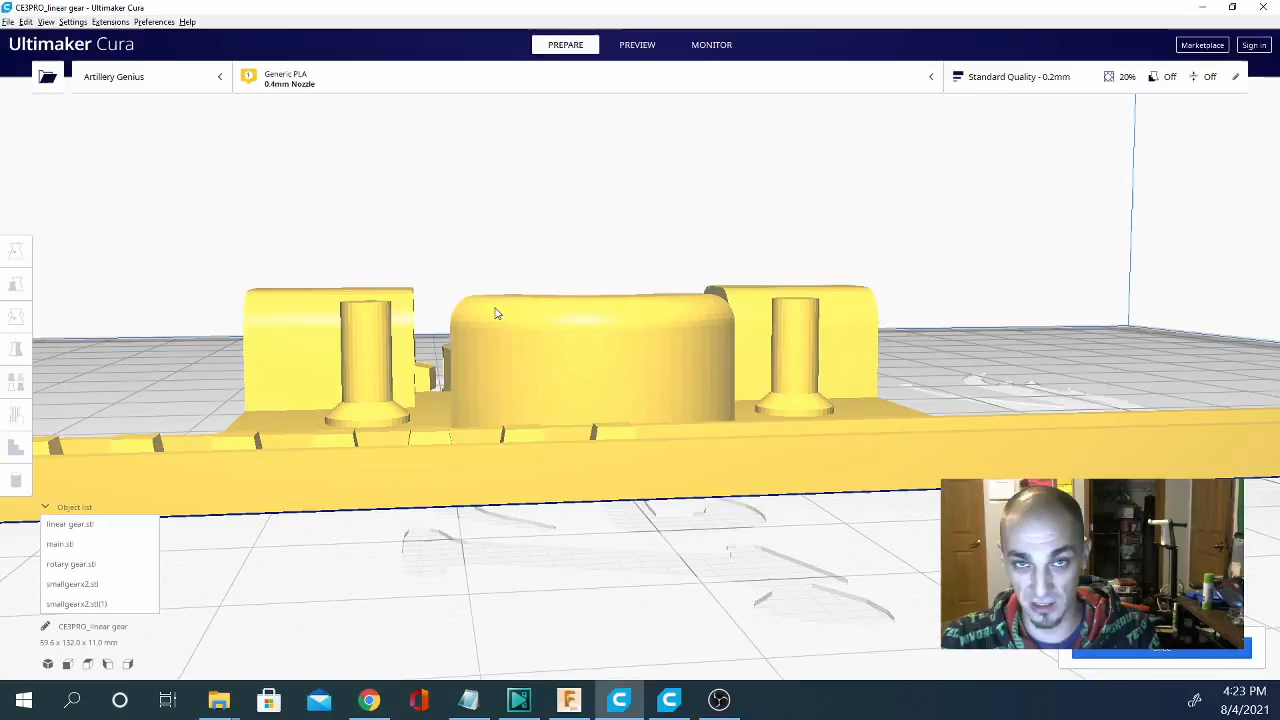 CE3PRO_linear gear - Ultimaker Cura
File Edit View Settings Extensions Preferences Help
Ultimaker Cura
PREPARE
PREVIEW
MONITOR
Marketplace
Sign in
Artillery Genius
1
Generic PLA
0.4mm Nozzle
Standard Quality - 0.2mm
20%
Off
Off
Object list
linear gear.stl
main.stl
rotary gear.stl
smallgearx2.stl
smallgearx2.stl(1)
CE3PRO_linear gear
59.6 x 132.0 x 11.0 mm
4:23 PM
8/4/2021